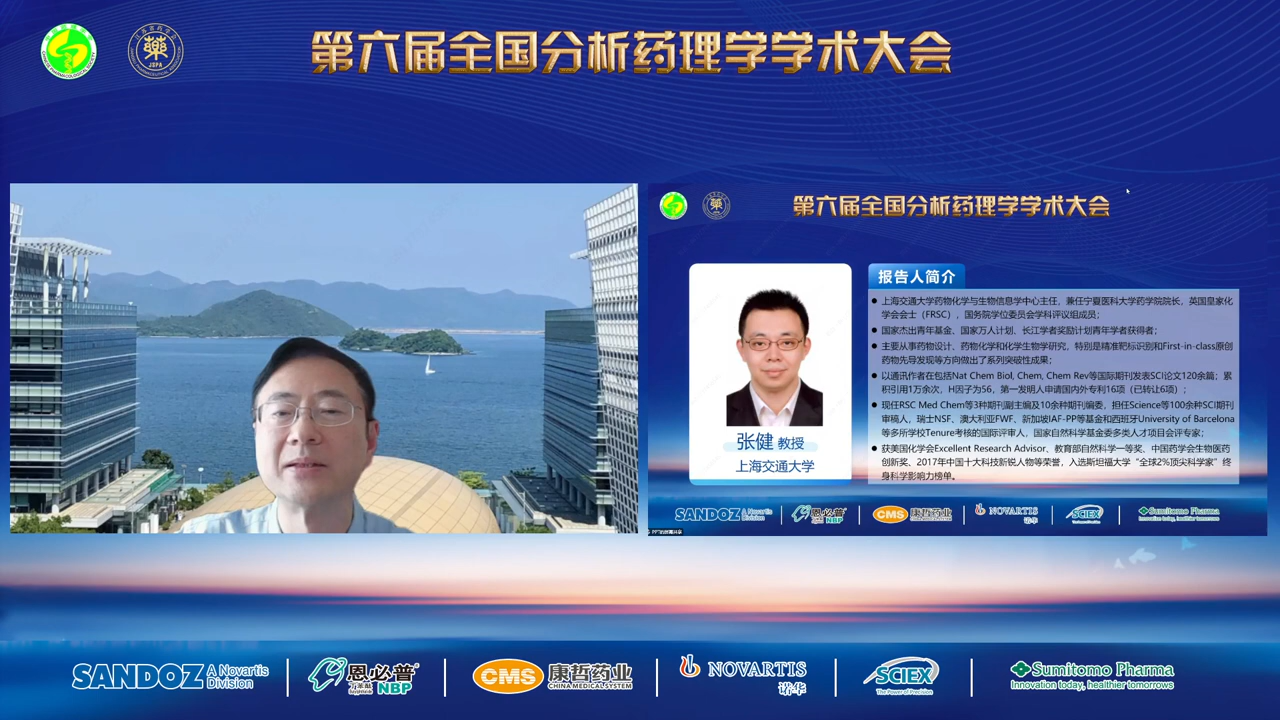 第六届全国分析药理学学术大会
第六届全国分析药理学学术大会
报告人简介
● 上海交通大学药物化学与生物信息学中心主任，兼任宁夏医科大学药学院院长，英国皇家化
学会会士（FRSC），国务院学位委员会学科评议组成员；
● 国家杰出青年基金、国家万人计划、长江学者奖励计划青年学者获得者；
● 主要从事药物设计、药物化学和化学生物学研究，特别是精准靶标识别和First-in-class原创
药物先导发现等方向做出了系列突破性成果；
● 以通讯作者在包括Nat Chem Biol, Chem, Chem Rev等国际期刊发表SCI论文120余篇；累
积引用1万余次，H因子为56，第一发明人申请国内外专利16项（已转让6项）；
● 现任RSC Med Chem等3种期刊副主编及10余种期刊编委，担任Science等100余种SCI期刊
审稿人，瑞士NSF、澳大利亚FWF、新加坡IAF-PP等基金和西班牙University of Barcelona
等多所学校Tenure考核的国际评审人，国家自然科学基金委多类人才项目会评专家；
● 获美国化学会Excellent Research Advisor、教育部自然科学一等奖、中国药学会生物医药
创新奖、2017年中国十大科技新锐人物等荣誉，入选斯坦福大学“全球2%顶尖科学家”终
身科学影响力榜单。
张健 教授
上海交通大学
SANDOZ A Novartis Division
恩必普 NBP
CMS 康哲药业
NOVARTIS 诺华
SCIEX
Sumitomo Pharma
Innovation today, healthier tomorrows
SANDOZ A Novartis Division
恩必普® NBP
CMS 康哲药业 CHINA MEDICAL SYSTEM
NOVARTIS 诺华
SCIEX The Power of Precision
Sumitomo Pharma
Innovation today, healthier tomorrows